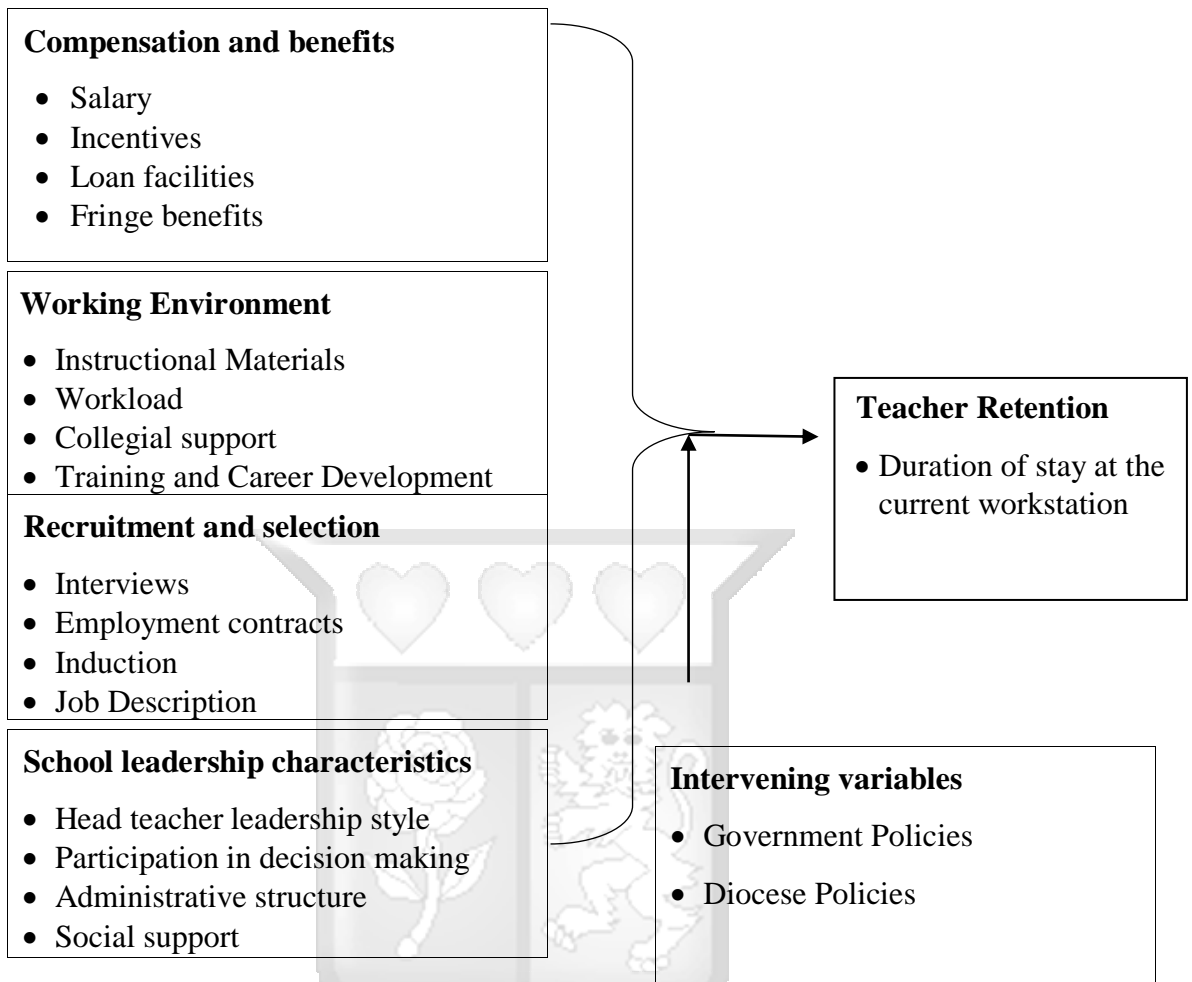 Compensation and benefits
• Salary
• Incentives
• Loan facilities
• Fringe benefits
Working Environment
• Instructional Materials
• Workload
• Collegial support
• Training and Career Development
Recruitment and selection
• Interviews
• Employment contracts
• Induction
• Job Description
School leadership characteristics
• Head teacher leadership style
• Participation in decision making
• Administrative structure
• Social support
Teacher Retention
• Duration of stay at the
current workstation
Intervening variables
• Government Policies
• Diocese Policies